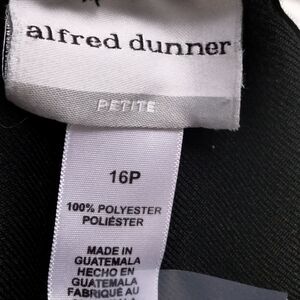 alfred dunner
PETITE
16P
100% POLYESTER
POLIÉSTER
MADE IN
GUATEMALA
HECHO EN
GUATEMALA
FABRIQUÉ AU